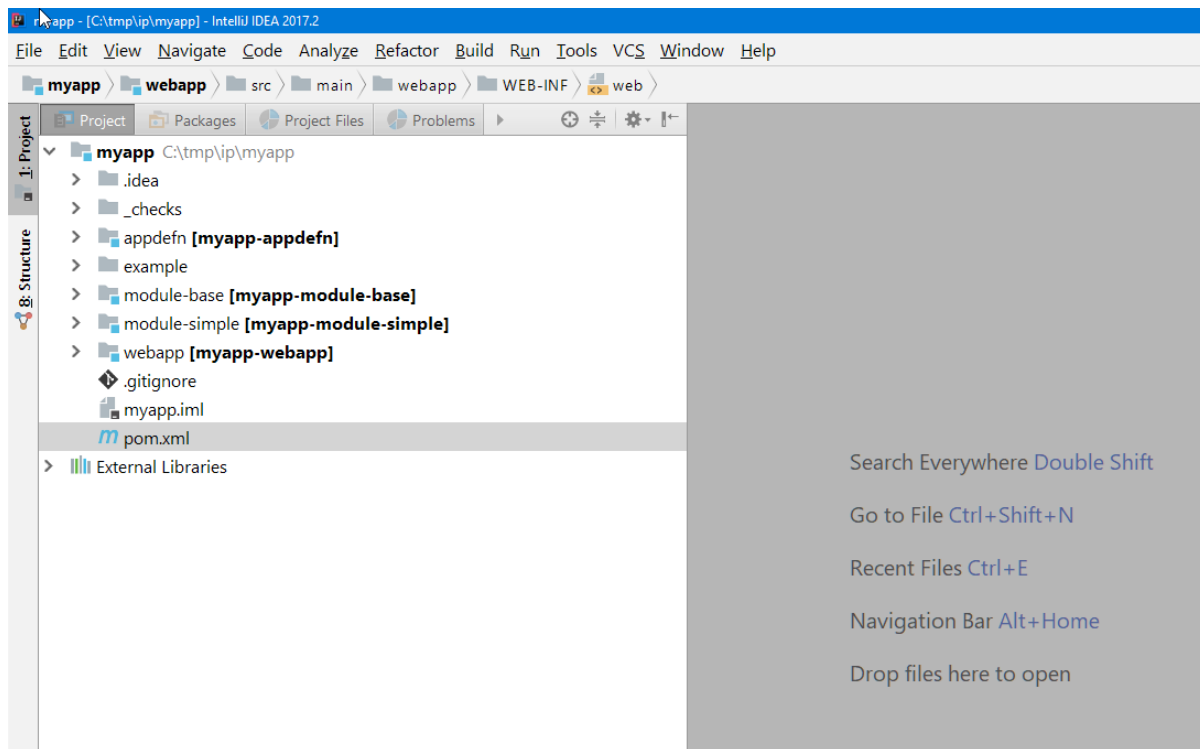 myapp - [C:\tmp\ip\myapp] - IntelliJ IDEA 2017.2
File Edit View Navigate Code Analyze Refactor Build Run Tools VCS Window Help
myapp webapp src main webapp WEB-INF web
1: Project
8: Structure
Project Packages Project Files Problems
myapp C:\tmp\ip\myapp
.idea
_checks
appdefn [myapp-appdefn]
example
module-base [myapp-module-base]
module-simple [myapp-module-simple]
webapp [myapp-webapp]
.gitignore
myapp.iml
pom.xml
External Libraries
Search Everywhere Double Shift
Go to File Ctrl+Shift+N
Recent Files Ctrl+E
Navigation Bar Alt+Home
Drop files here to open